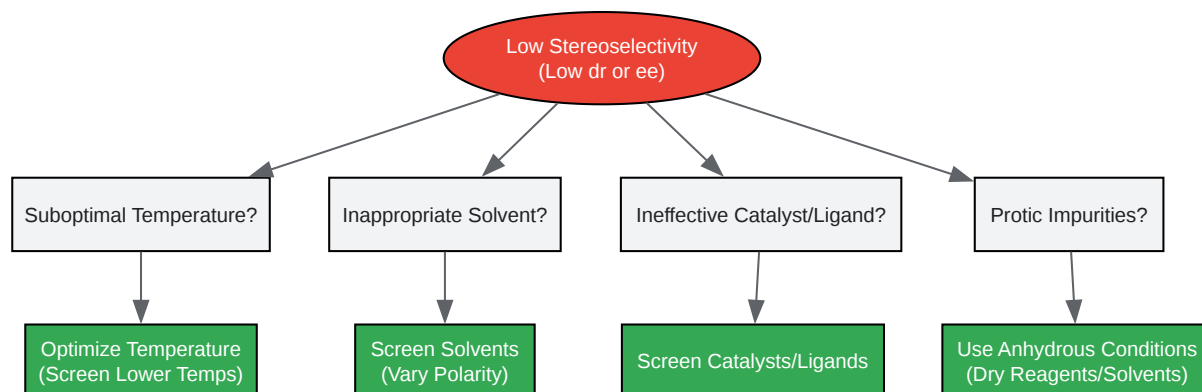 Low Stereoselectivity
(Low dr or ee)
Suboptimal Temperature?
Inappropriate Solvent?
Ineffective Catalyst/Ligand?
Protic Impurities?
Optimize Temperature
(Screen Lower Temps)
Screen Solvents
(Vary Polarity)
Screen Catalysts/Ligands
Use Anhydrous Conditions
(Dry Reagents/Solvents)